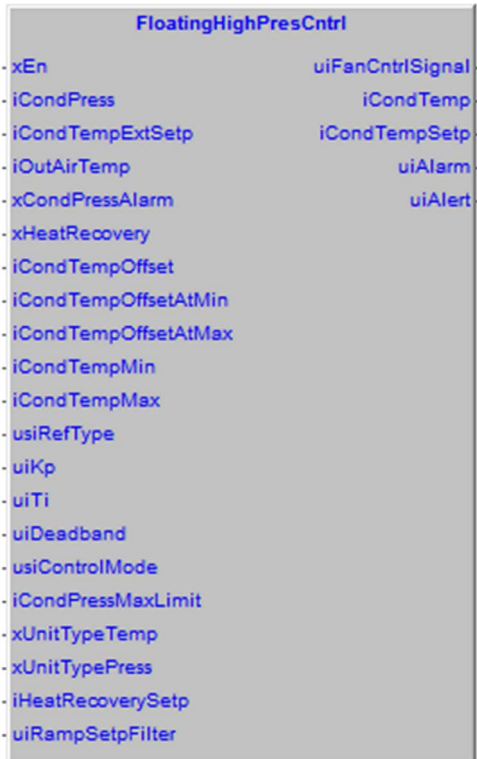 FloatingHighPresCntrl
xEn uiFanCntrlSignal
iCondPress iCondTemp
iCondTempExtSetp iCondTempSetp
iOutAirTemp uiAlarm
xCondPressAlarm uiAlert
xHeatRecovery
iCondTempOffset
iCondTempOffsetAtMin
iCondTempOffsetAtMax
iCondTempMin
iCondTempMax
usiRefType
uiKp
uiTi
uiDeadband
usiControlMode
iCondPressMaxLimit
xUnitTypeTemp
xUnitTypePress
iHeatRecoverySetp
uiRampSetpFilter